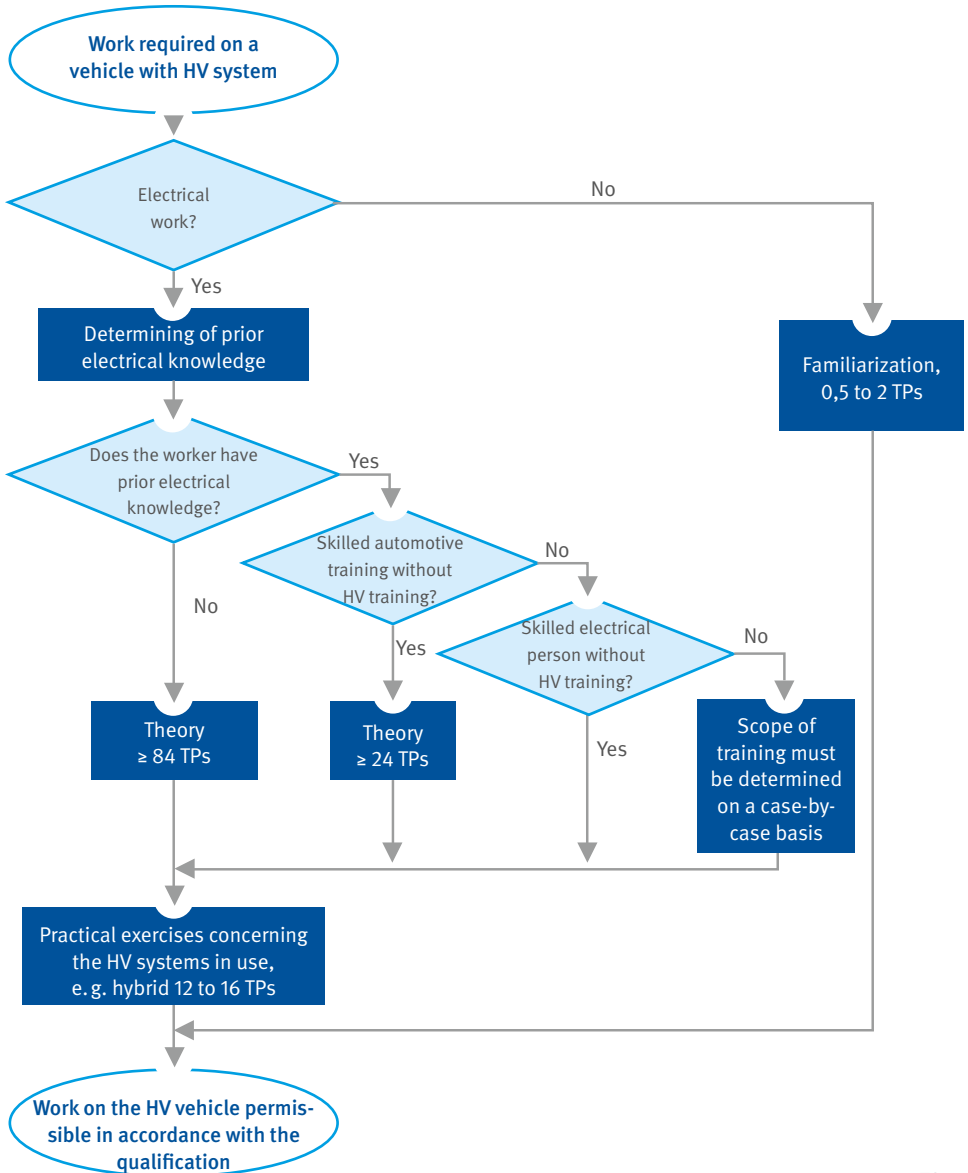 Work required on a
vehicle with HV system
Electrical
work?
No
Yes
Determining of prior
electrical knowledge
Familiarization,
0,5 to 2 TPs
Does the worker have
prior electrical
knowledge?
Yes
No
Skilled automotive
training without
HV training?
No
Yes
Skilled electrical
person without
HV training?
No
Yes
Theory
≥ 84 TPs
Theory
≥ 24 TPs
Scope of
training must
be determined
on a case-by-
case basis
Practical exercises concerning
the HV systems in use,
e. g. hybrid 12 to 16 TPs
Work on the HV vehicle permis-
sible in accordance with the
qualification